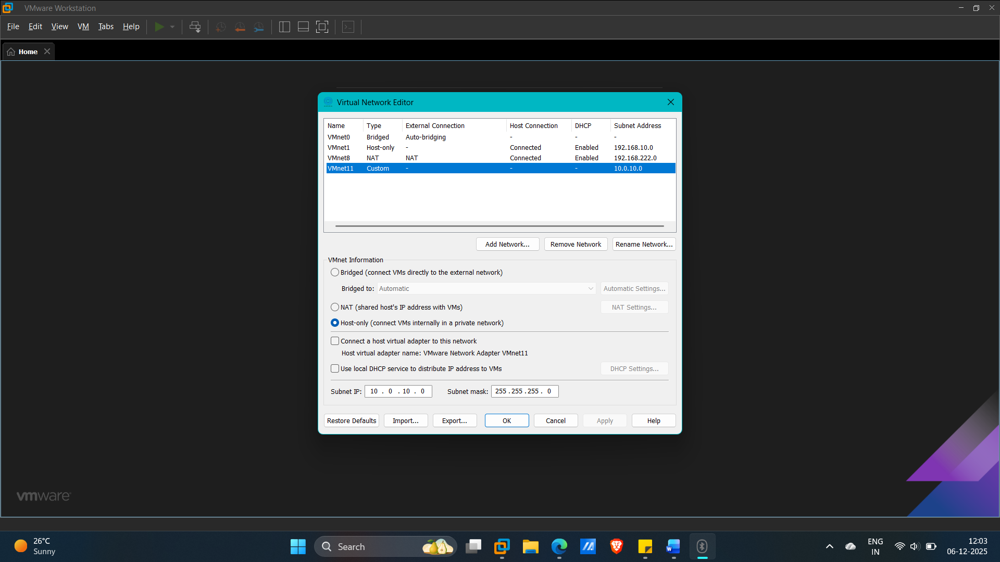 VMware Workstation
File Edit View VM Tabs Help
Home
Virtual Network Editor
Name Type External Connection Host Connection DHCP Subnet Address
VMnet0 Bridged Auto-bridging - - -
VMnet1 Host-only - Connected Enabled 192.168.10.0
VMnet8 NAT NAT Connected Enabled 192.168.222.0
VMnet11 Custom - - - 10.0.10.0
Add Network... Remove Network Rename Network...
VMnet Information
Bridged (connect VMs directly to the external network)
Bridged to: Automatic Automatic Settings...
NAT (shared host's IP address with VMs) NAT Settings...
Host-only (connect VMs internally in a private network)
Connect a host virtual adapter to this network
Host virtual adapter name: VMware Network Adapter VMnet11
Use local DHCP service to distribute IP address to VMs DHCP Settings...
Subnet IP: 10 . 0 . 10 . 0 Subnet mask: 255 . 255 . 255 . 0
Restore Defaults Import... Export... OK Cancel Apply Help
vmware
26°C
Sunny
Search
W
ENG
IN
12:03
06-12-2025